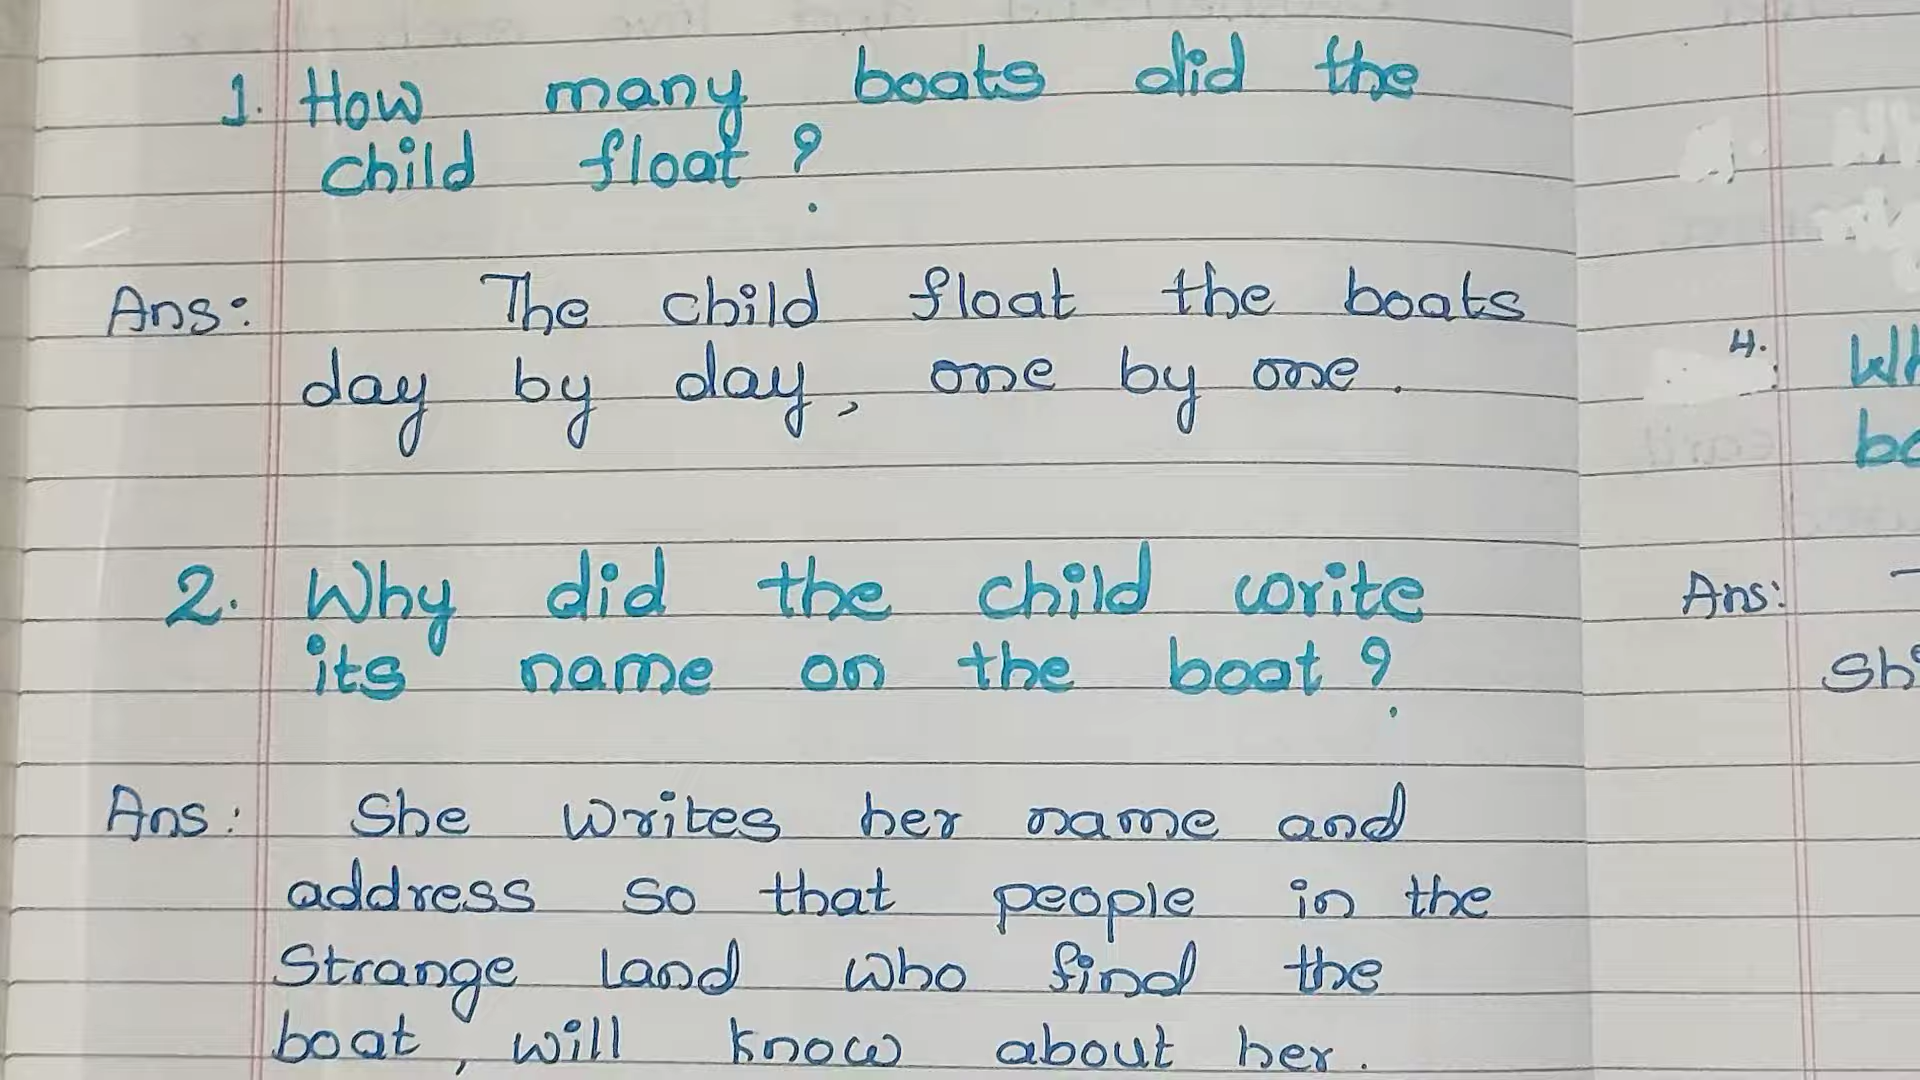 1. How many boats did the
child float ?
Ans: The child float the boats
day by day, one by one.
2. Why did the child write
its name on the boat ?
Ans: She writes her name and
address so that people in the
Strange land who find the
boat, will know about her.
4.
Ans: